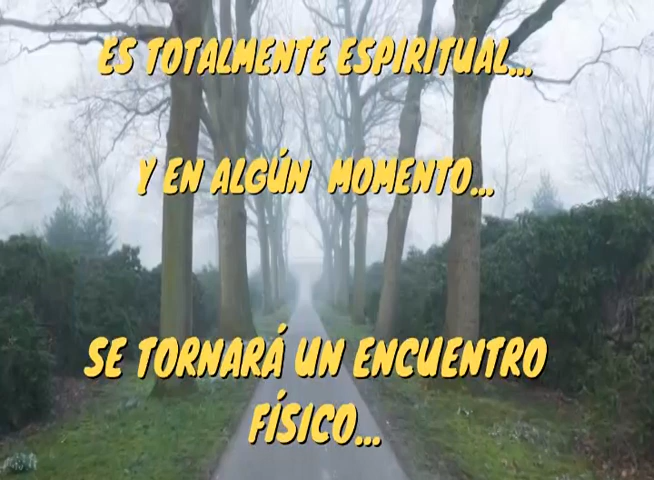 ES TOTALMENTE ESPIRITUAL...
Y EN ALGÚN MOMENTO...
SE TORNARÁ UN ENCUENTRO
FÍSICO...